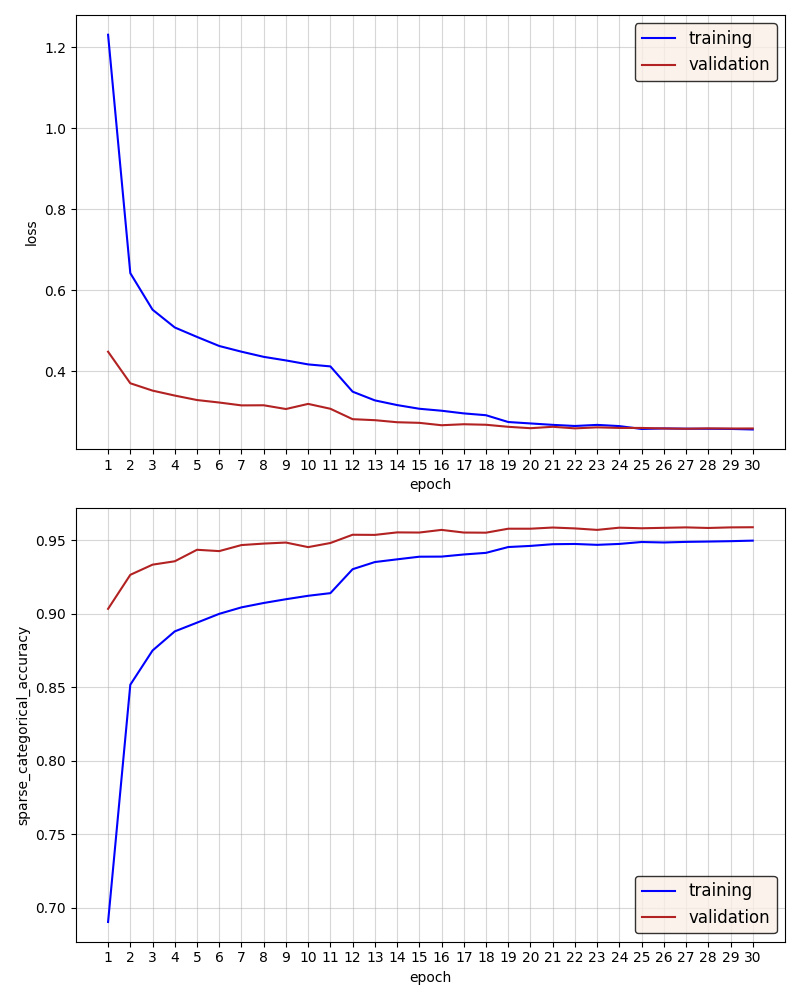 training
validation
1.2
1.0
0.8
0.6
0.4
loss
1 2 3 4 5 6 7 8 9 10 11 12 13 14 15 16 17 18 19 20 21 22 23 24 25 26 27 28 29 30
epoch
0.95
0.90
0.85
0.80
0.75
0.70
sparse_categorical_accuracy
training
validation
1 2 3 4 5 6 7 8 9 10 11 12 13 14 15 16 17 18 19 20 21 22 23 24 25 26 27 28 29 30
epoch